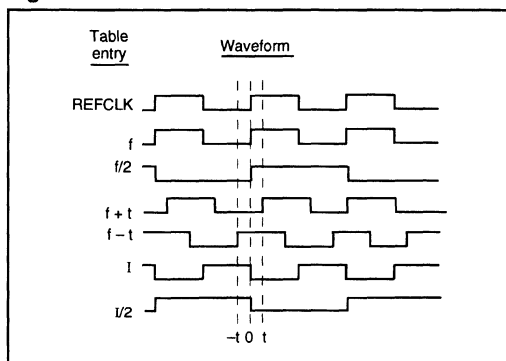 Table entry
Waveform
REFCLK
f
f/2
f + t
f – t
I
I/2
–t 0 t